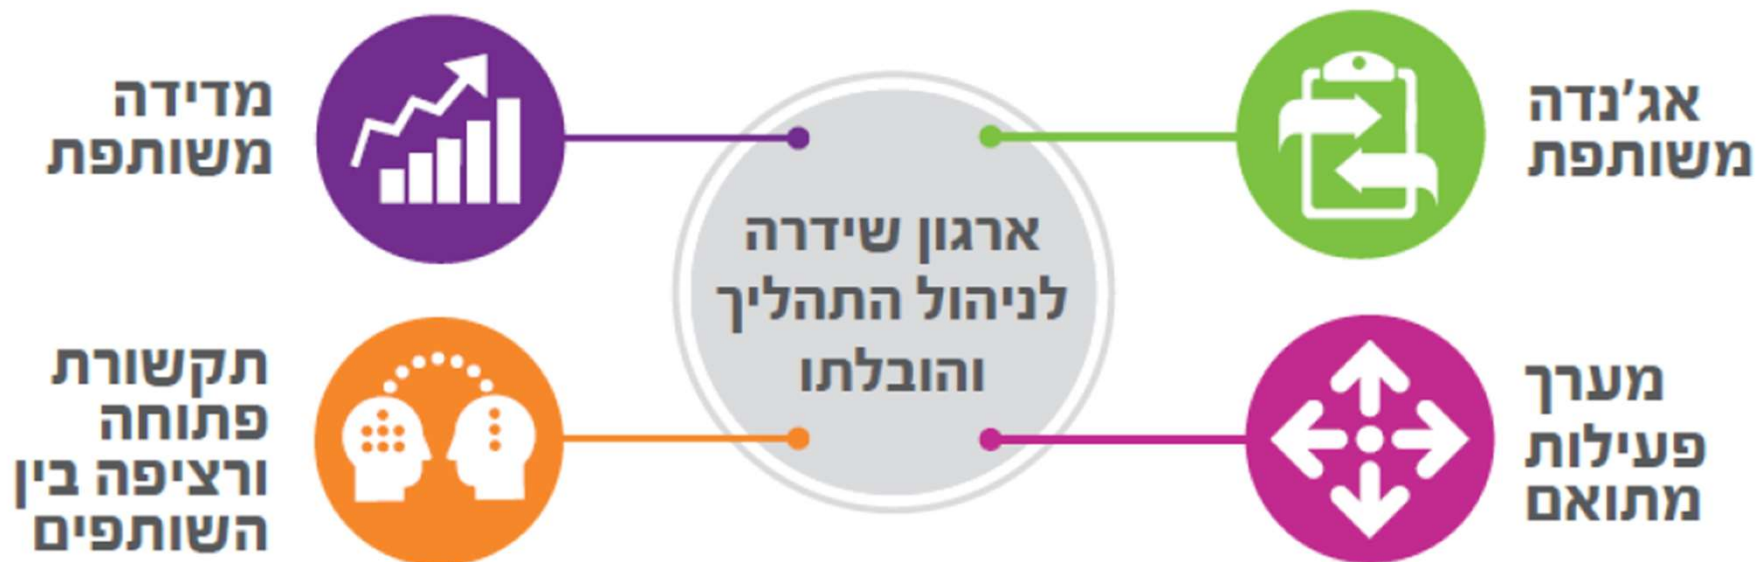 אג'נדה
משותפת
מערך
פעילות
מתואם
ארגון שידרה
לניהול התהליך
והובלתו
מדידה
משותפת
תקשורת
פתוחה
ורציפה בין
השותפים